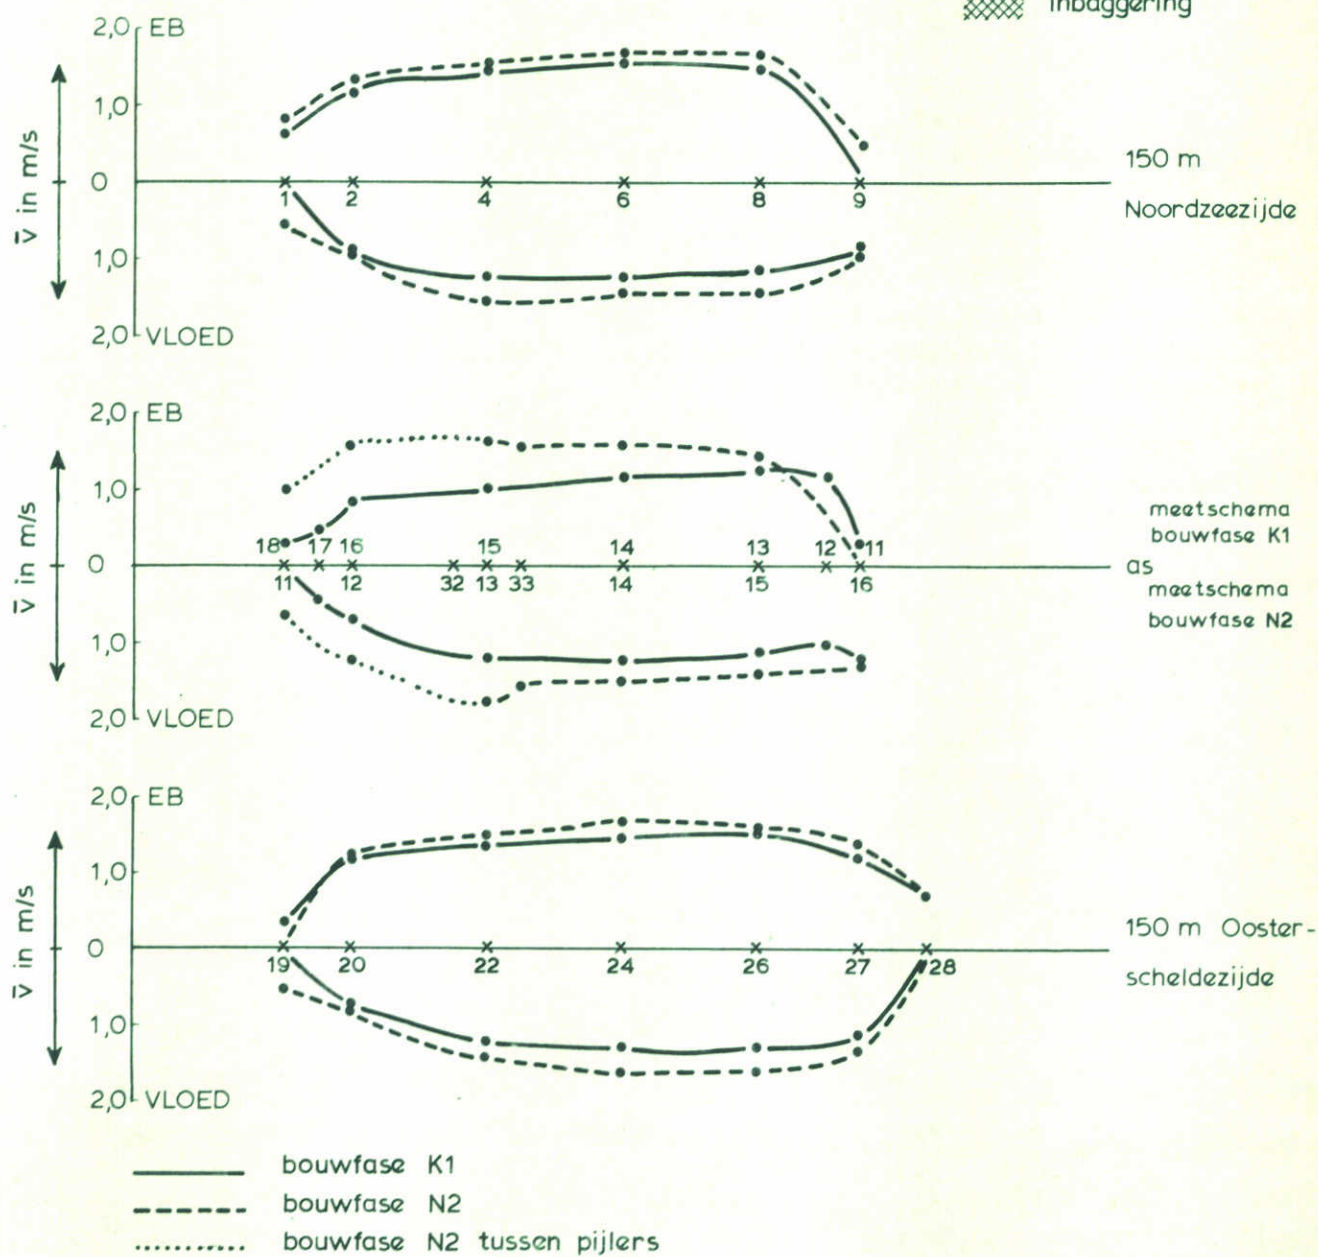 inbaggering
2,0 EB
1,0
0
1,0
2,0 VLOED
v̄ in m/s
1 2 4 6 8 9
150 m
Noordzeezijde
2,0 EB
1,0
0
1,0
2,0 VLOED
v̄ in m/s
18 17 16 15 14 13 12 11
11 12 32 13 33 14 15 16
meetschema
bouwfase K1
as
meetschema
bouwfase N2
2,0 EB
1,0
0
1,0
2,0 VLOED
v̄ in m/s
19 20 22 24 26 27 28
150 m Ooster-
scheldezijde
bouwfase K1
bouwfase N2
bouwfase N2 tussen pijlers